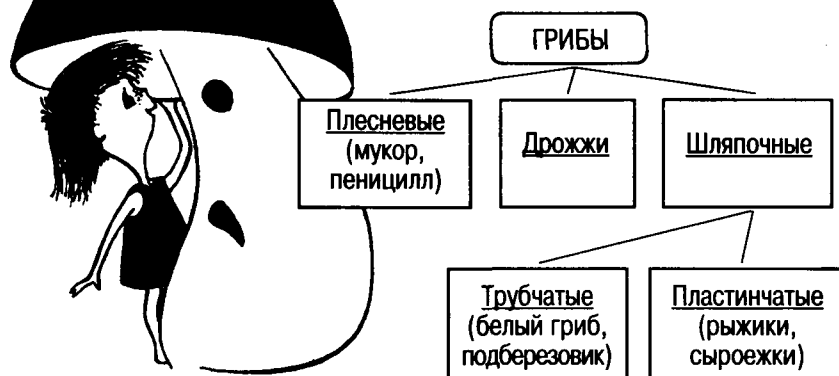 ГРИБЫ
Плесневые
(мукор,
пеницилл)
Дрожжи
Шляпочные
Трубчатые
(белый гриб,
подберезовик)
Пластинчатые
(рыжики,
сыроежки)